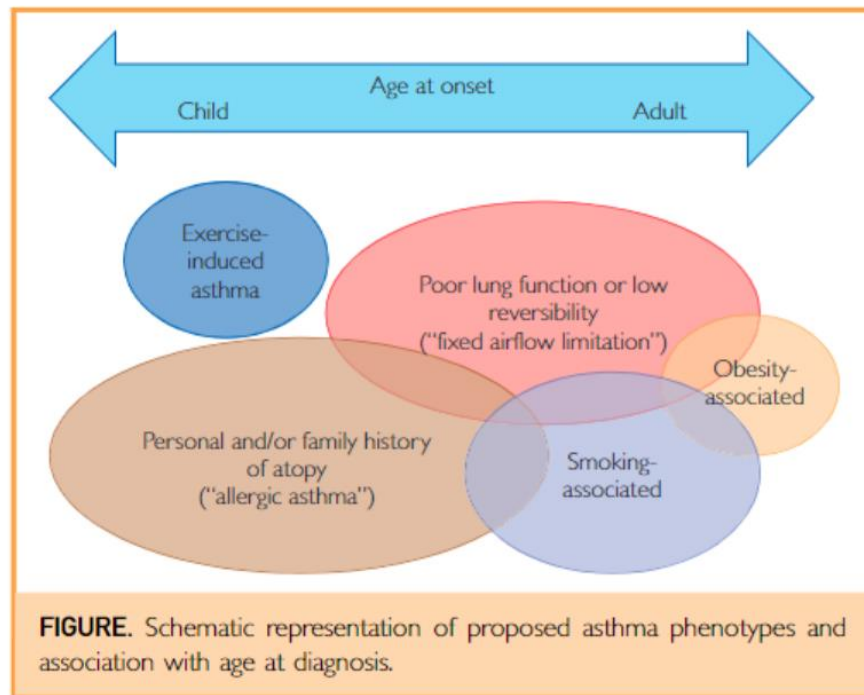 Age at onset
Child
Adult
Exercise-
induced
asthma
Poor lung function or low
reversibility
("fixed airflow limitation")
Obesity-
associated
Personal and/or family history
of atopy
("allergic asthma")
Smoking-
associated
FIGURE. Schematic representation of proposed asthma phenotypes and
association with age at diagnosis.